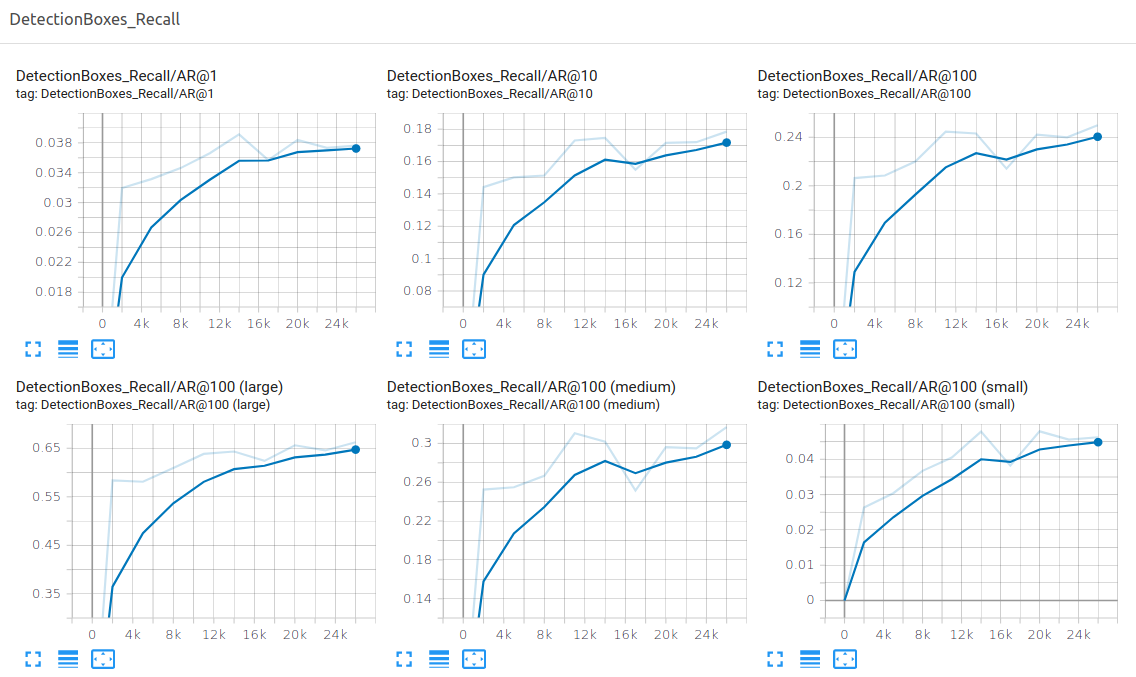 DetectionBoxes_Recall
DetectionBoxes_Recall/AR@1
tag: DetectionBoxes_Recall/AR@1
0.038
0.034
0.03
0.026
0.022
0.018
0 4k 8k 12k 16k 20k 24k
DetectionBoxes_Recall/AR@10
tag: DetectionBoxes_Recall/AR@10
0.18
0.16
0.14
0.12
0.1
0.08
0 4k 8k 12k 16k 20k 24k
DetectionBoxes_Recall/AR@100
tag: DetectionBoxes_Recall/AR@100
0.24
0.2
0.16
0.12
0 4k 8k 12k 16k 20k 24k
DetectionBoxes_Recall/AR@100 (large)
tag: DetectionBoxes_Recall/AR@100 (large)
0.65
0.55
0.45
0.35
0 4k 8k 12k 16k 20k 24k
DetectionBoxes_Recall/AR@100 (medium)
tag: DetectionBoxes_Recall/AR@100 (medium)
0.3
0.26
0.22
0.18
0.14
0 4k 8k 12k 16k 20k 24k
DetectionBoxes_Recall/AR@100 (small)
tag: DetectionBoxes_Recall/AR@100 (small)
0.04
0.03
0.02
0.01
0
0 4k 8k 12k 16k 20k 24k